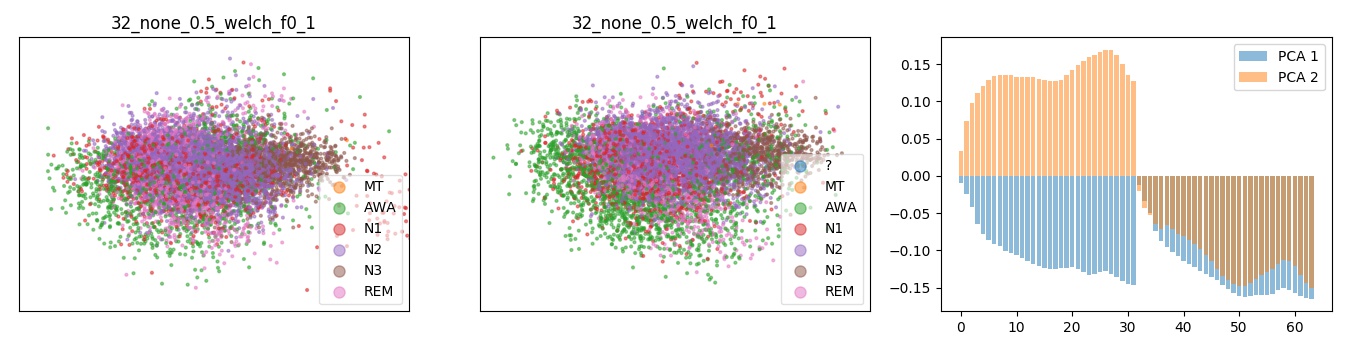 32_none_0.5_welch_f0_1
MT
AWA
N1
N2
N3
REM
32_none_0.5_welch_f0_1
?
MT
AWA
N1
N2
N3
REM
PCA 1
PCA 2
0.15
0.10
0.05
0.00
−0.05
−0.10
−0.15
0 10 20 30 40 50 60